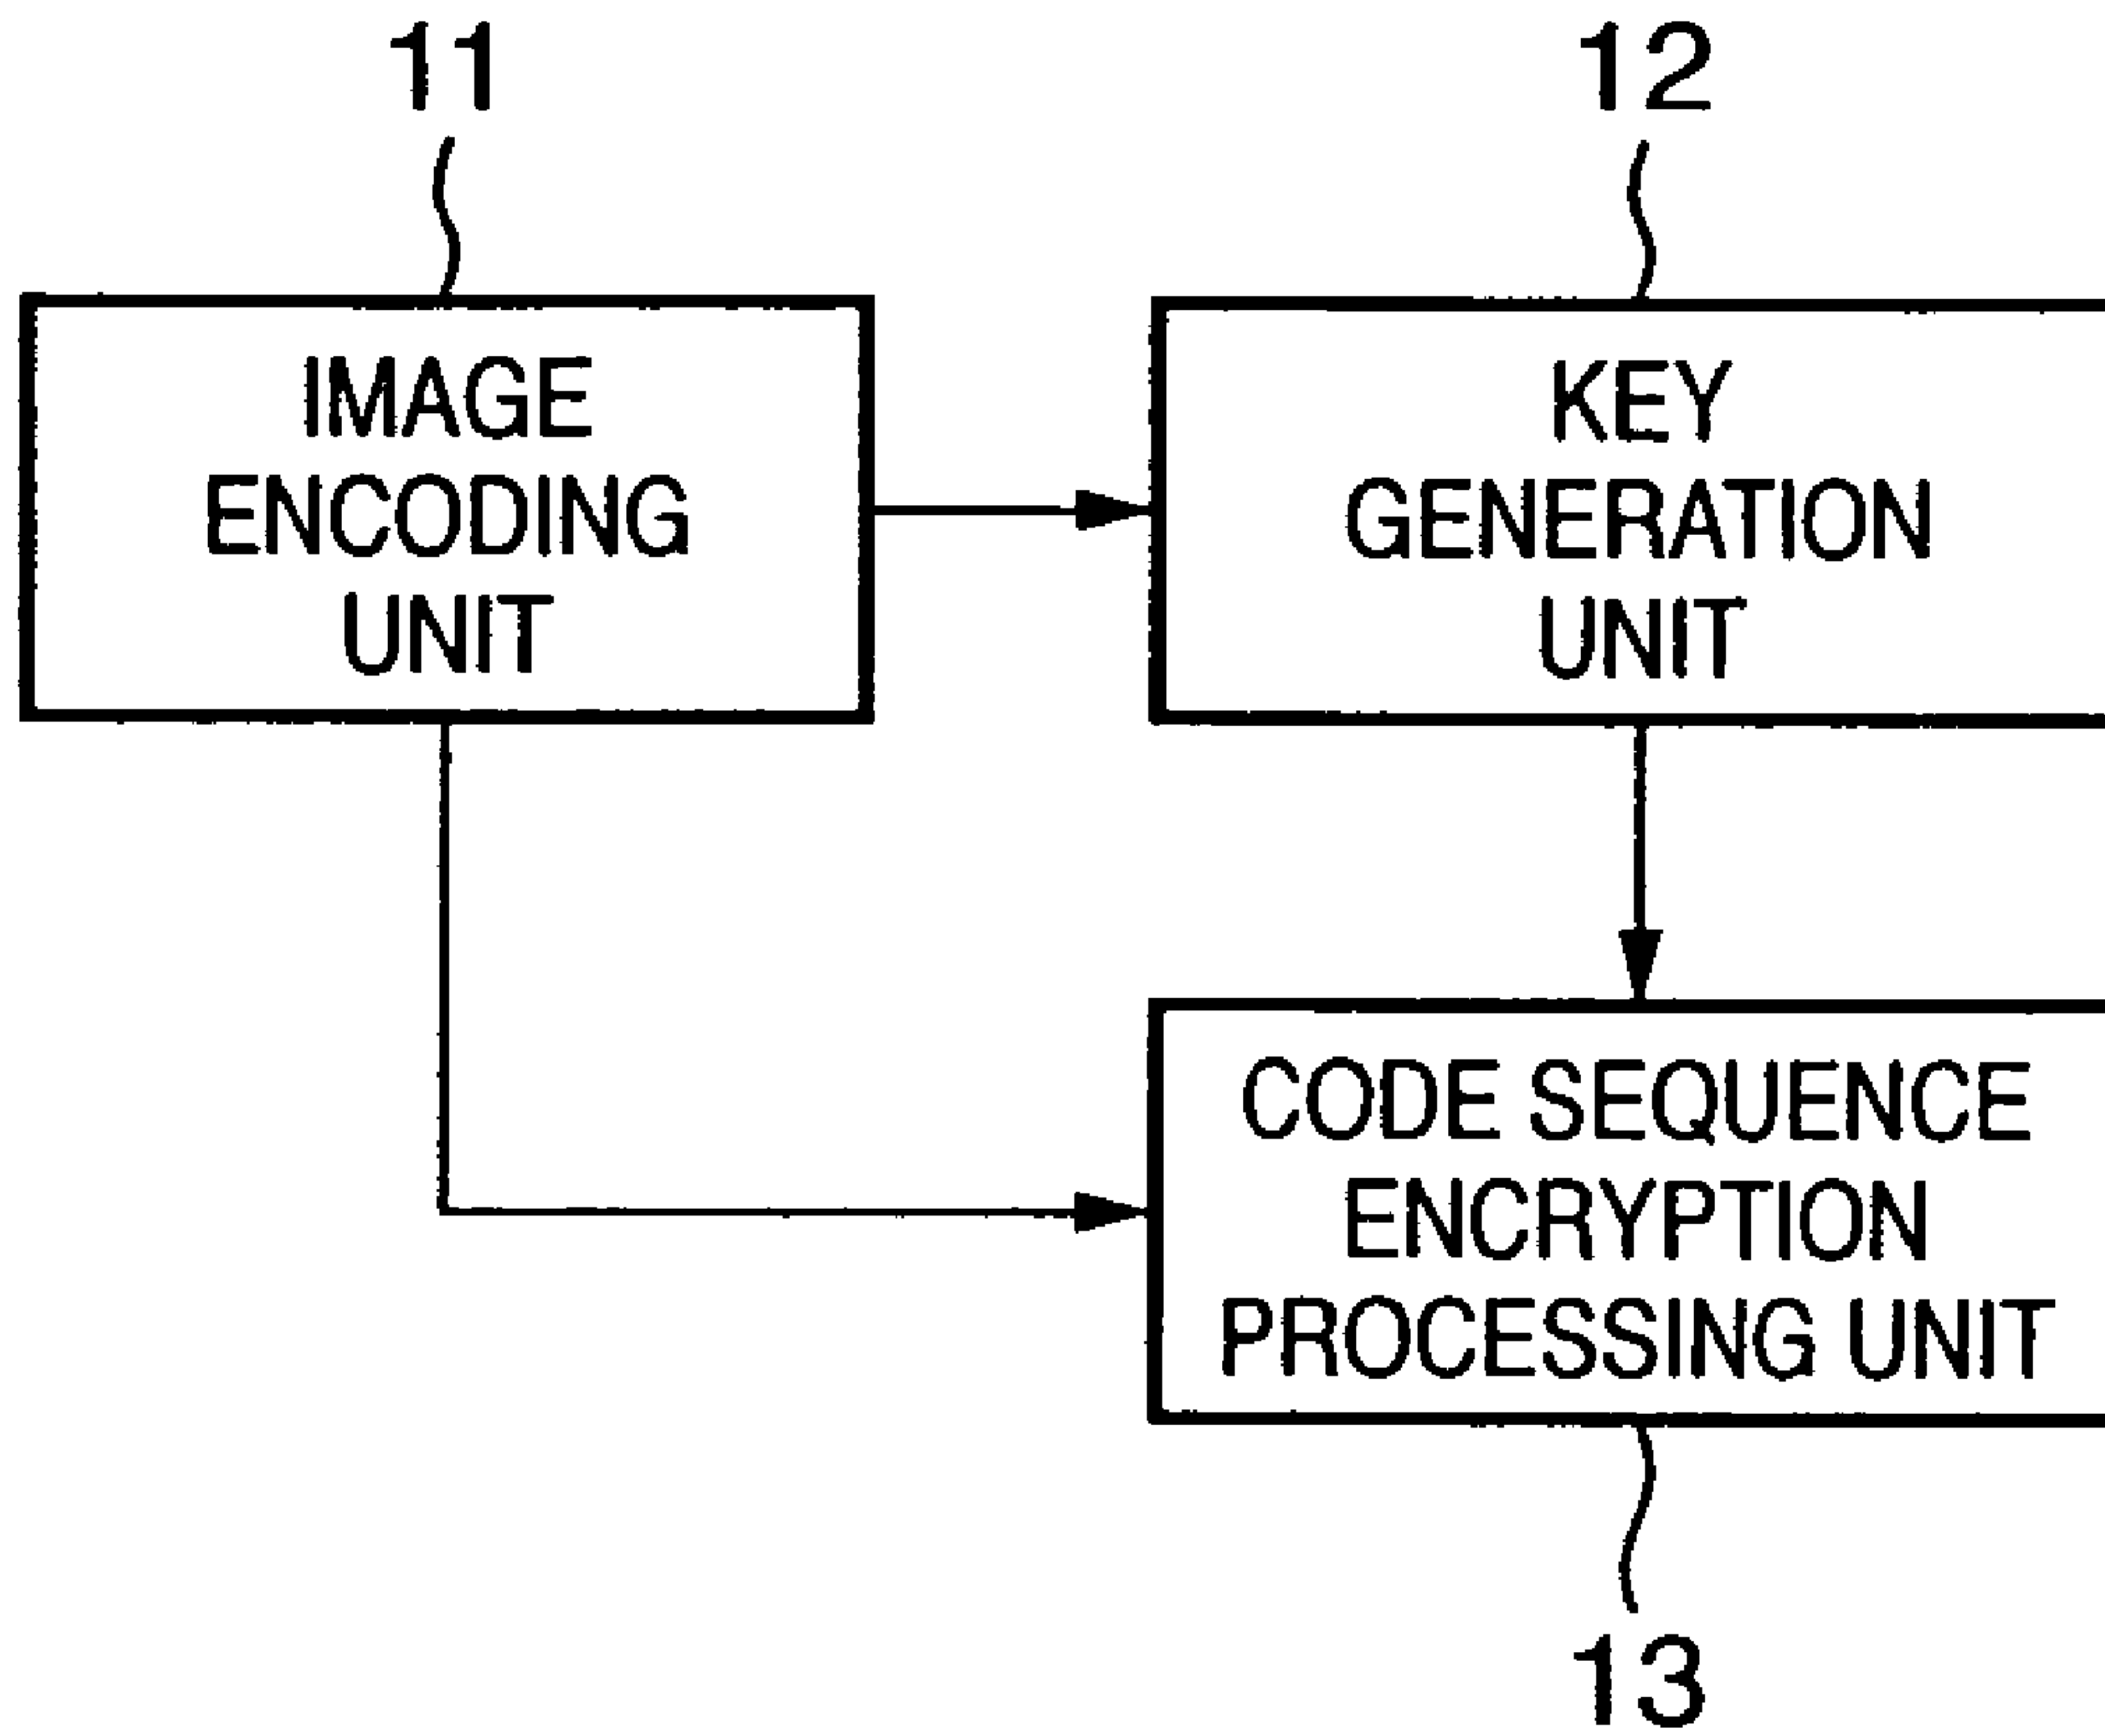 11
12
IMAGE
ENCODING
UNIT
KEY
GENERATION
UNIT
CODE SEQUENCE
ENCRYPTION
PROCESSING UNIT
13